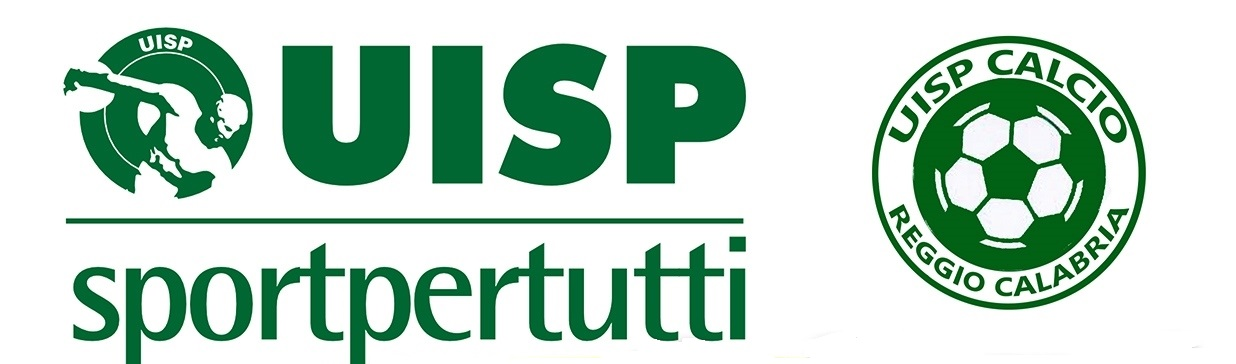 UISP
UISP
sportpertutti
UISP CALCIO
REGGIO CALABRIA